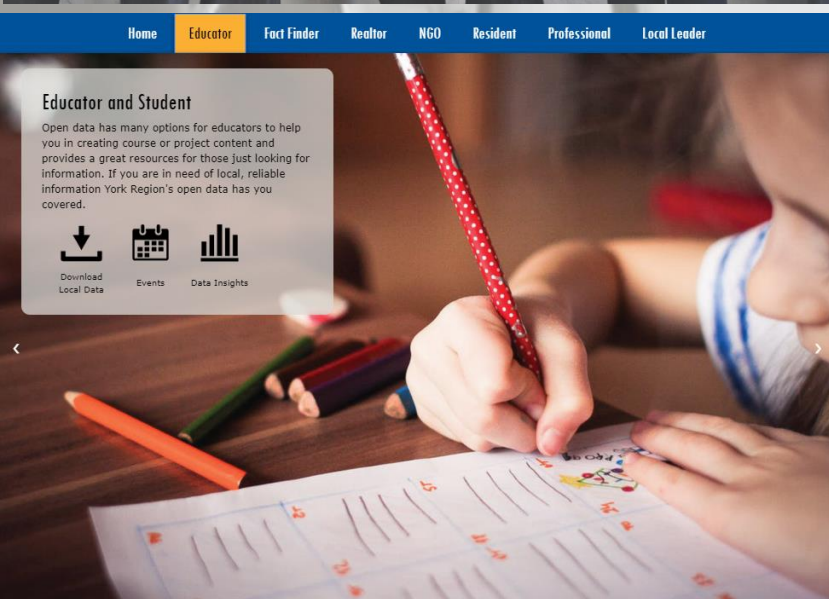 Home Educator Fact Finder Realtor NGO Resident Professional Local Leader
Educator and Student
Open data has many options for educators to help
you in creating course or project content and
provides a great resources for those just looking for
information. If you are in need of local, reliable
information York Region's open data has you
covered.
Download
Local Data
Events
Data Insights